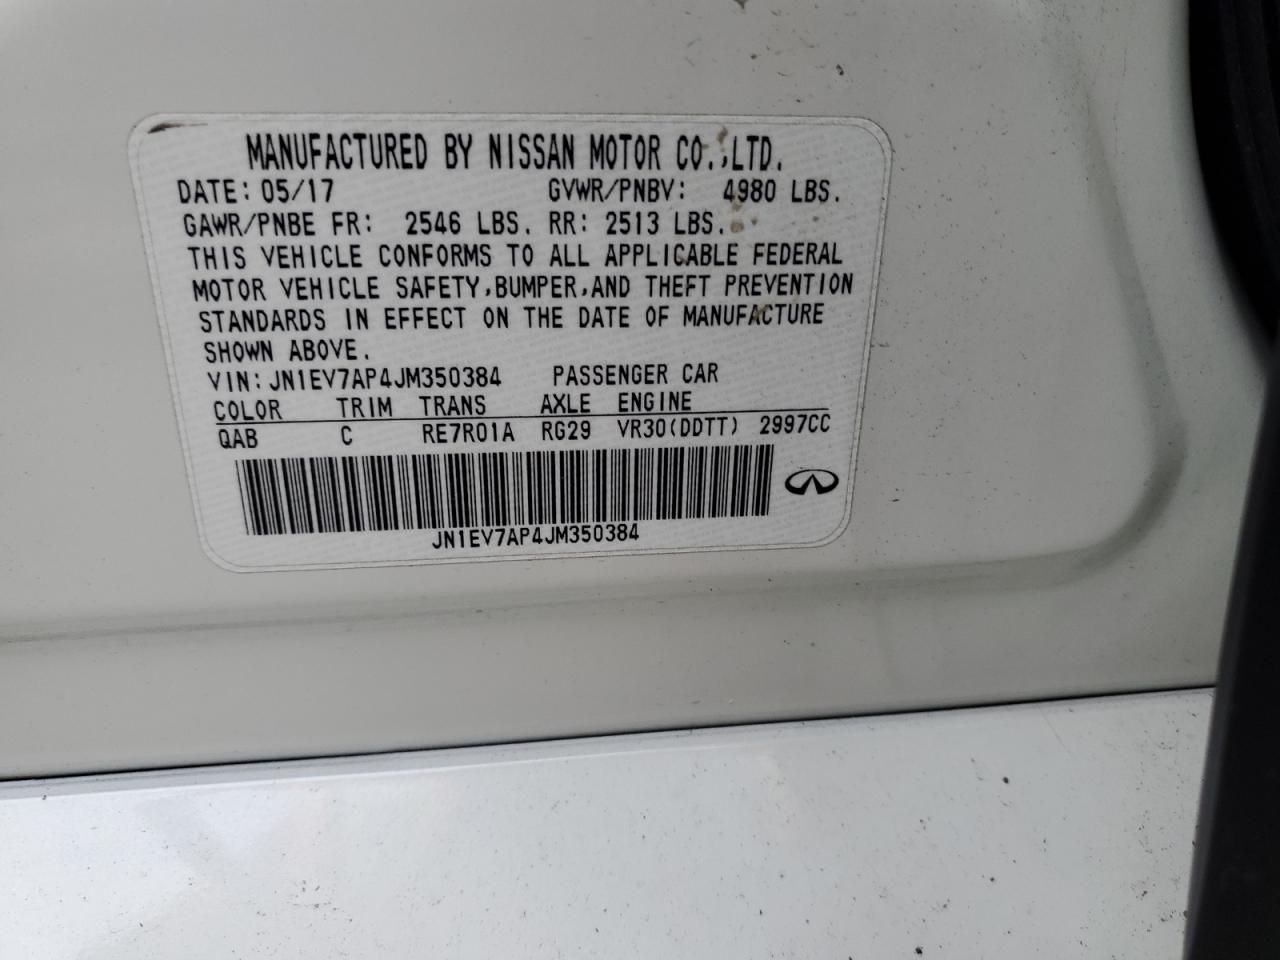 MANUFACTURED BY NISSAN MOTOR CO.,LTD.
DATE: 05/17 GVWR/PNBV: 4980 LBS.
GAWR/PNBE FR: 2546 LBS. RR: 2513 LBS.
THIS VEHICLE CONFORMS TO ALL APPLICABLE FEDERAL
MOTOR VEHICLE SAFETY,BUMPER,AND THEFT PREVENTION
STANDARDS IN EFFECT ON THE DATE OF MANUFACTURE
SHOWN ABOVE.
VIN: JN1EV7AP4JM350384 PASSENGER CAR
COLOR TRIM TRANS AXLE ENGINE
QAB C RE7R01A RG29 VR30(DDTT) 2997CC
JN1EV7AP4JM350384